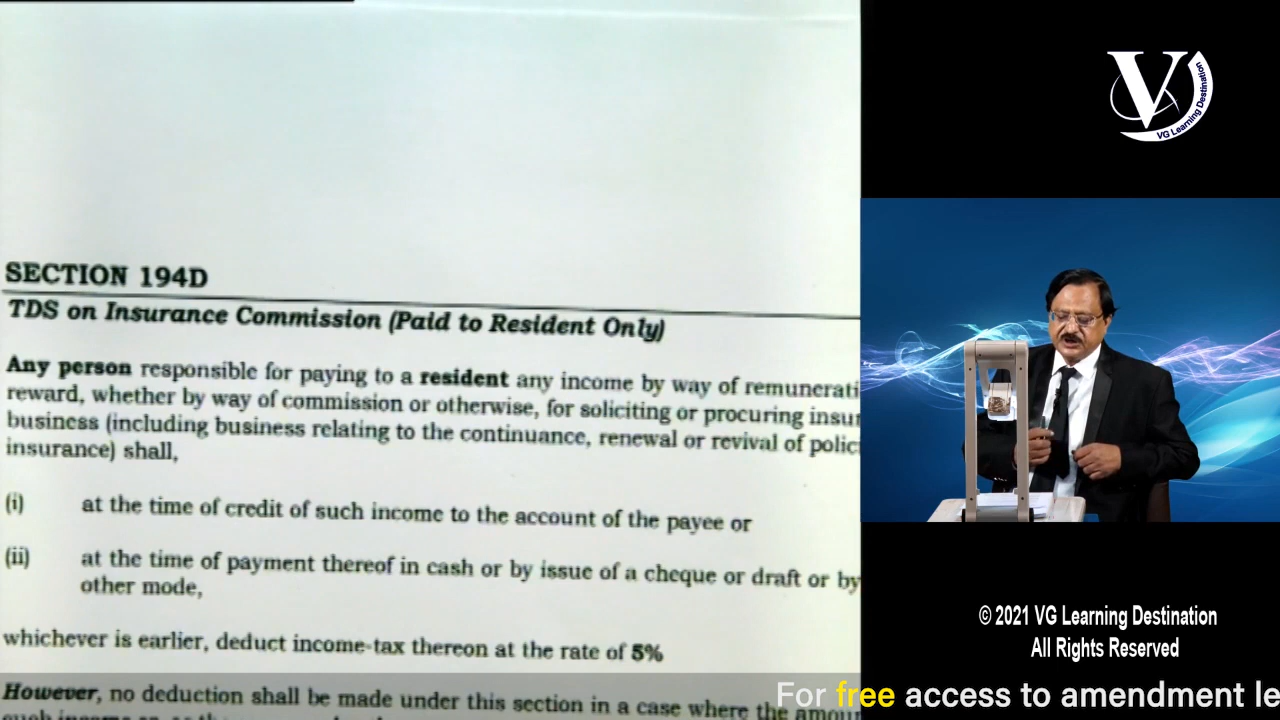 SECTION 194D
TDS on Insurance Commission (Paid to Resident Only)
Any person responsible for paying to a resident any income by way of remunerati
reward, whether by way of commission or otherwise, for soliciting or procuring insur
business (including business relating to the continuance, renewal or revival of polic
insurance) shall,
(i) at the time of credit of such income to the account of the payee or
(ii) at the time of payment thereof in cash or by issue of a cheque or draft or by
other mode,
whichever is earlier, deduct income-tax thereon at the rate of 5%
However, no deduction shall be made under this section in a case where the amou
V
VG Learning Destination
© 2021 VG Learning Destination
All Rights Reserved
For free access to amendment le